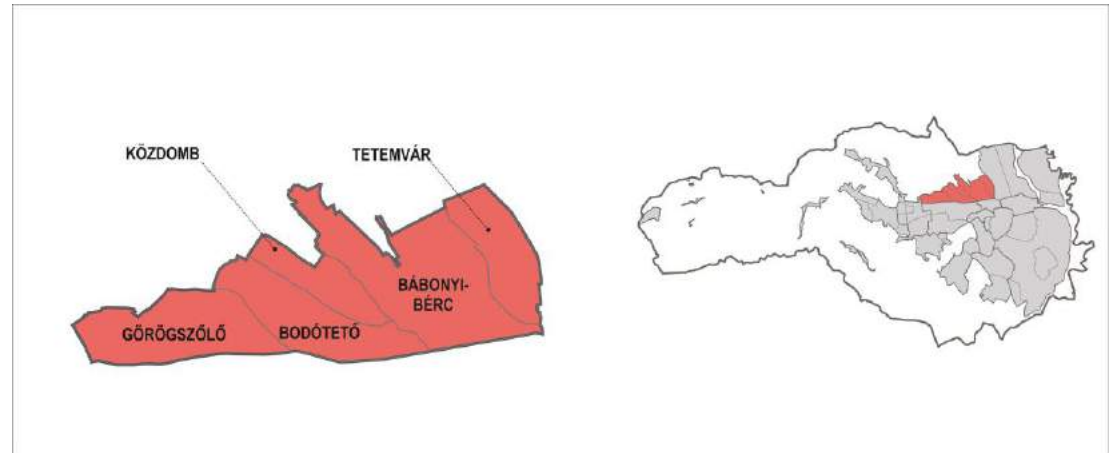 KÖZDOMB
TETEMVÁR
BÁBONYI-
BÉRC
GÖRÖGSZŐLŐ
BODÓTETŐ